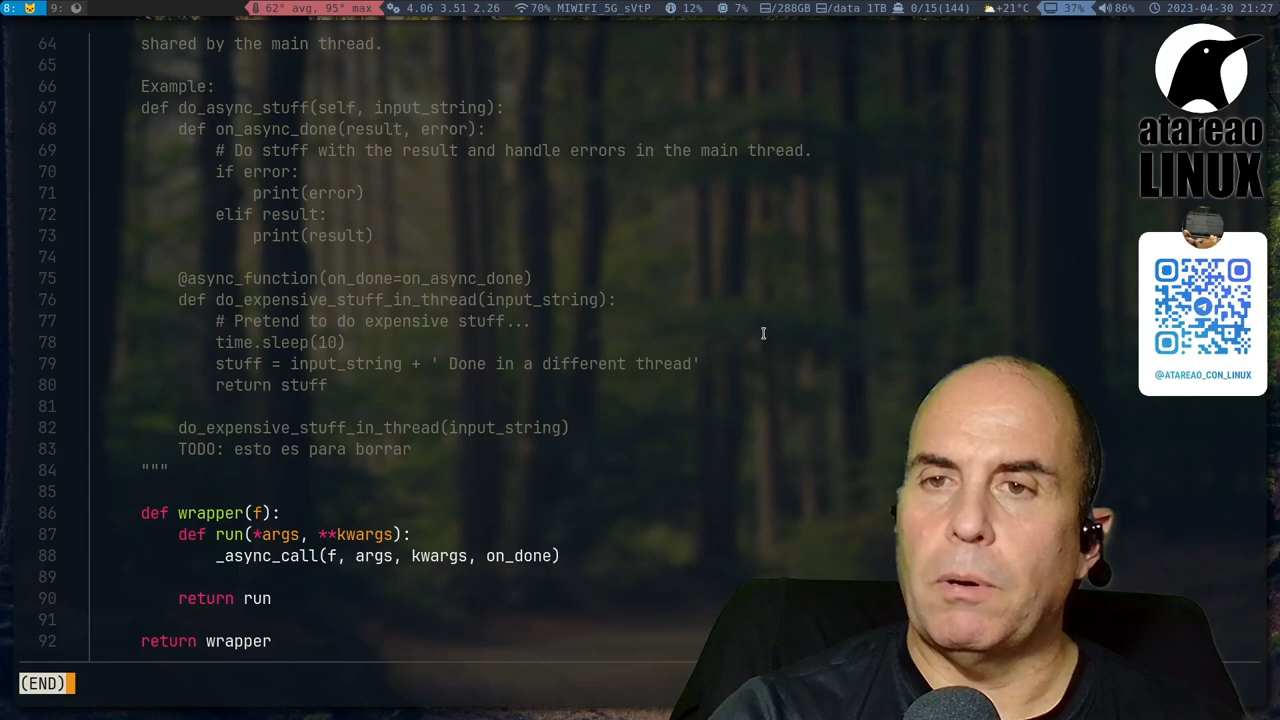 8: 9: 62° avg, 95° max 4.06 3.51 2.26 70% MIWIFI_5G_sVtP 12% 7% /288GB /data 1TB 0/15(144) +21°C 37% 86% 2023-04-30 21:27
64 shared by the main thread.
65
66 Example:
67 def do_async_stuff(self, input_string):
68 def on_async_done(result, error):
69 # Do stuff with the result and handle errors in the main thread.
70 if error:
71 print(error)
72 elif result:
73 print(result)
74
75 @async_function(on_done=on_async_done)
76 def do_expensive_stuff_in_thread(input_string):
77 # Pretend to do expensive stuff...
78 time.sleep(10)
79 stuff = input_string + ' Done in a different thread'
80 return stuff
81
82 do_expensive_stuff_in_thread(input_string)
83 TODO: esto es para borrar
84 """
85
86 def wrapper(f):
87 def run(*args, **kwargs):
88 _async_call(f, args, kwargs, on_done)
89
90 return run
91
92 return wrapper
(END)
atareao
LINUX
@ATAREAO_CON_LINUX